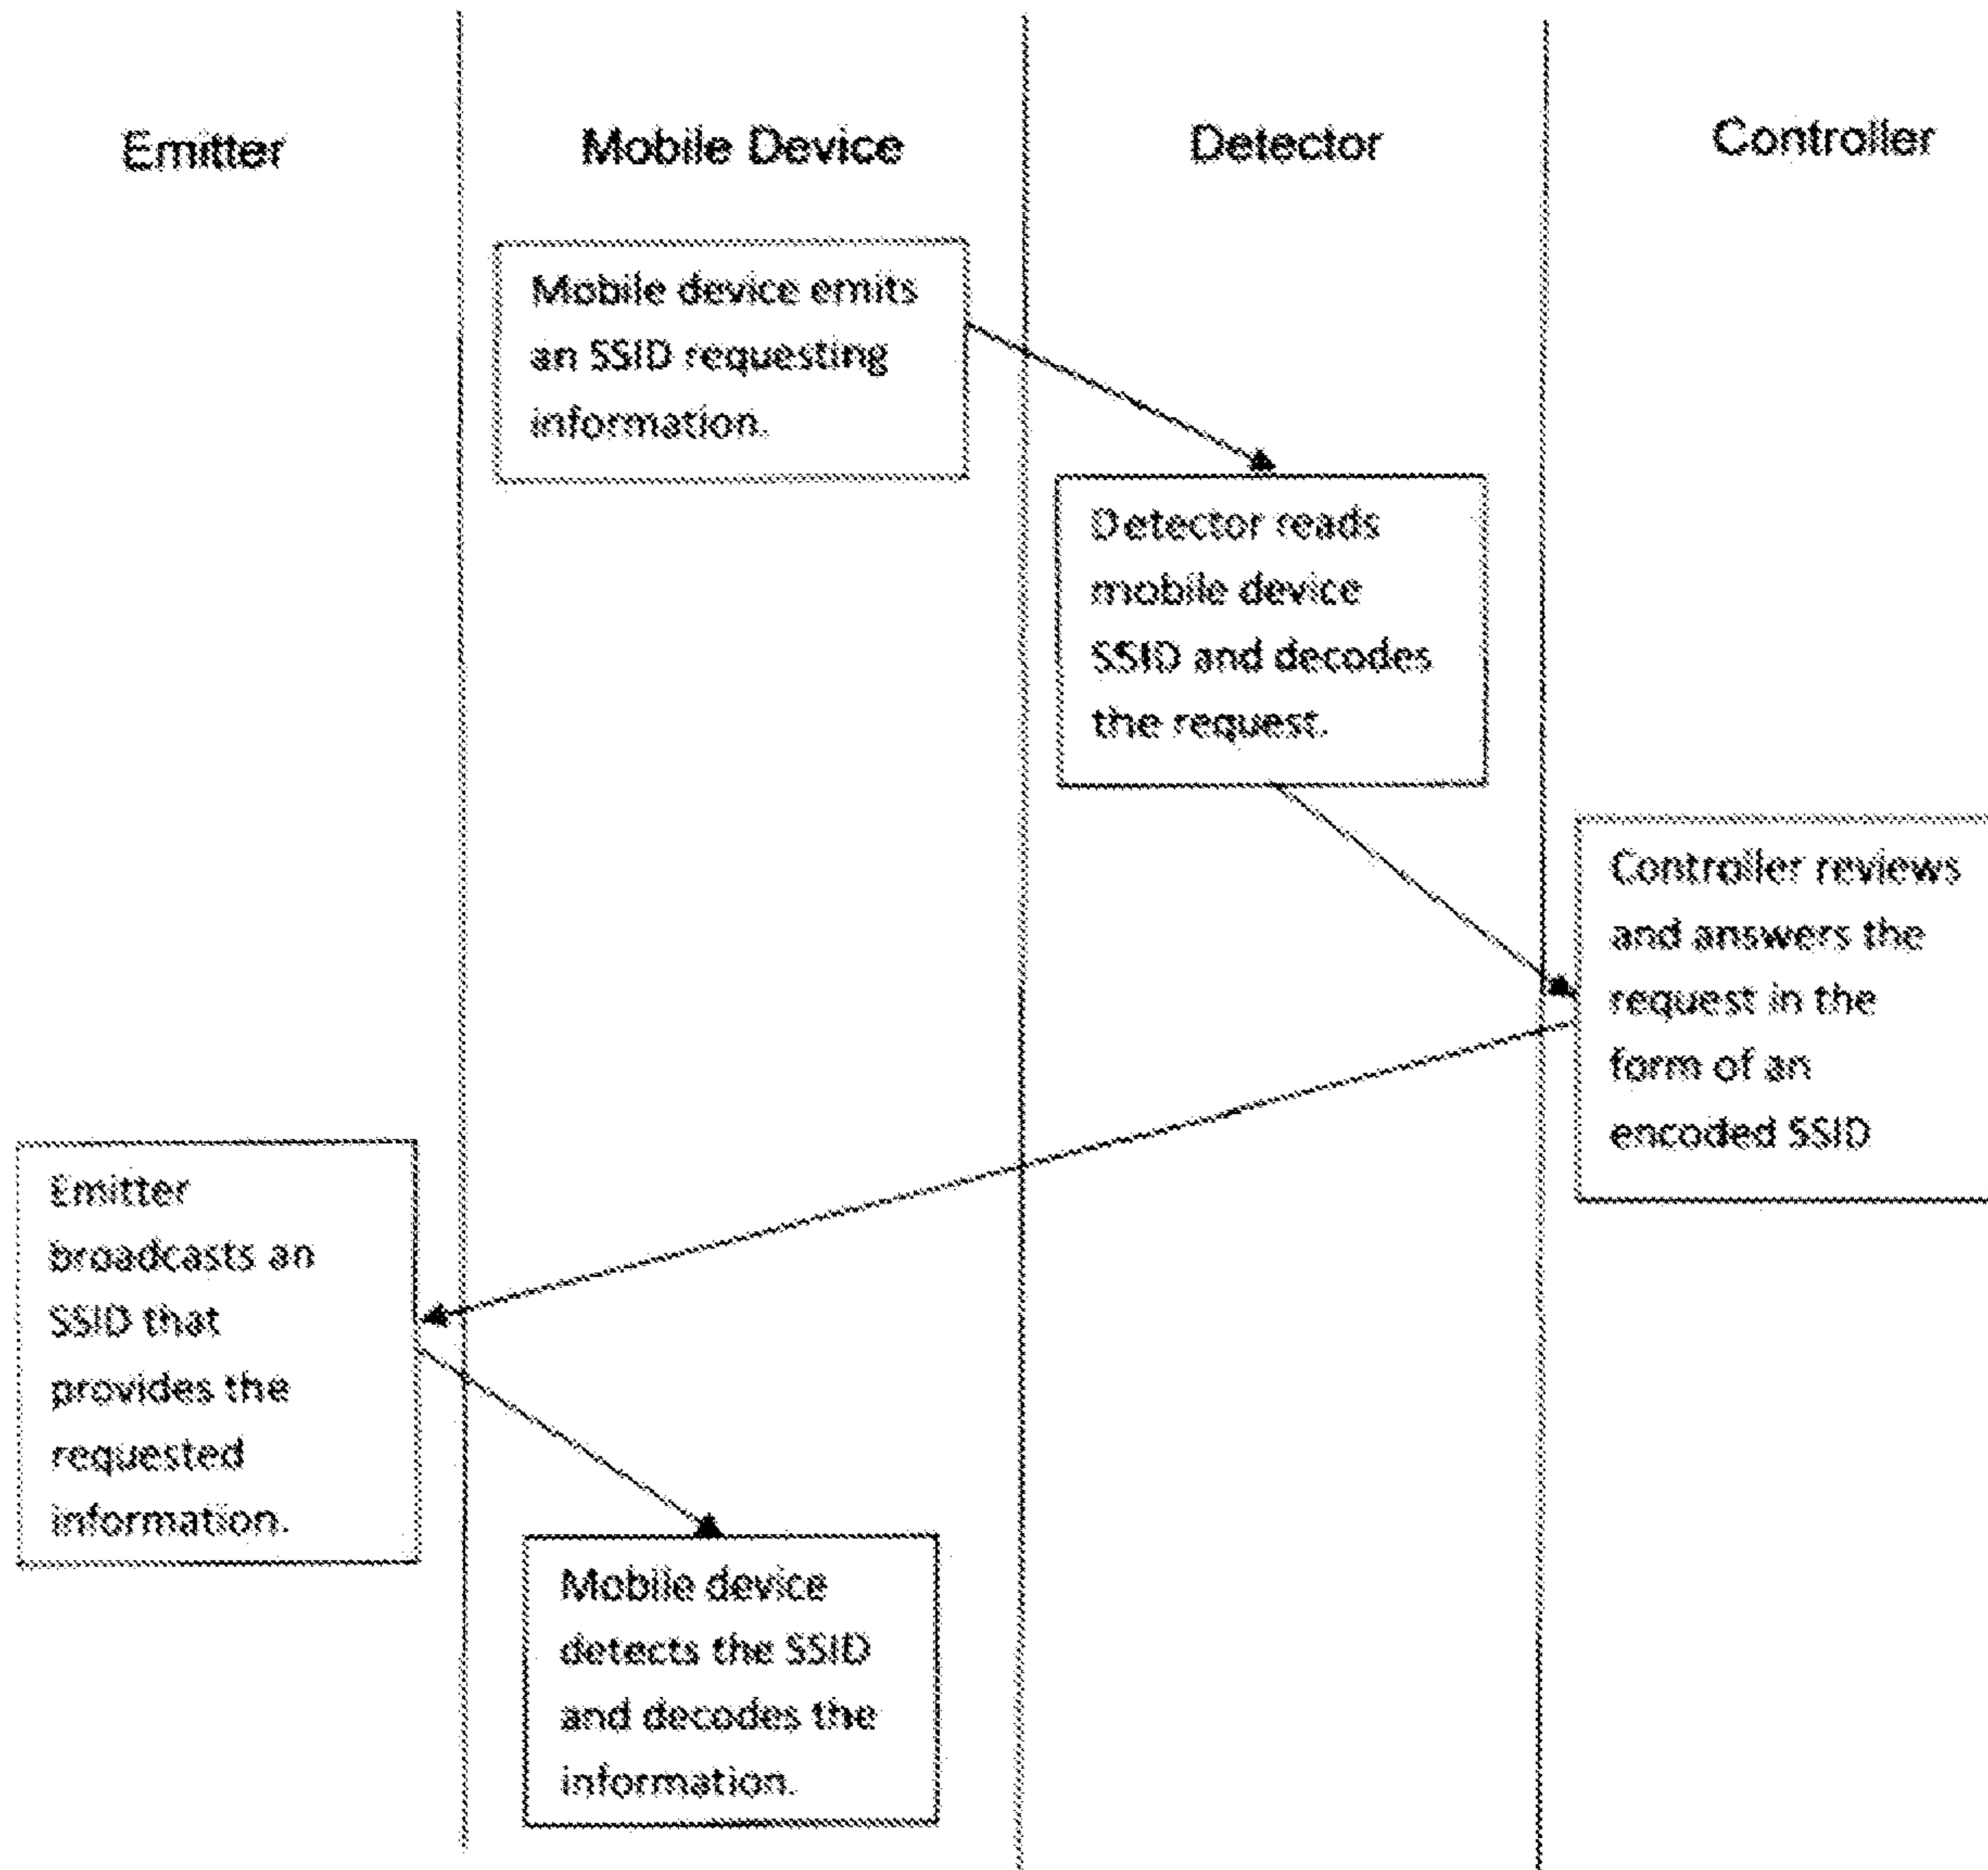 Emitter
Mobile Device
Detector
Controller
Mobile device emits
an SSID requesting
information.
Detector reads
mobile device
SSID and decodes
the request.
Controller reviews
and answers the
request in the
form of an
encoded SSID
Emitter
broadcasts an
SSID that
provides the
requested
information.
Mobile device
detects the SSID
and decodes the
information.